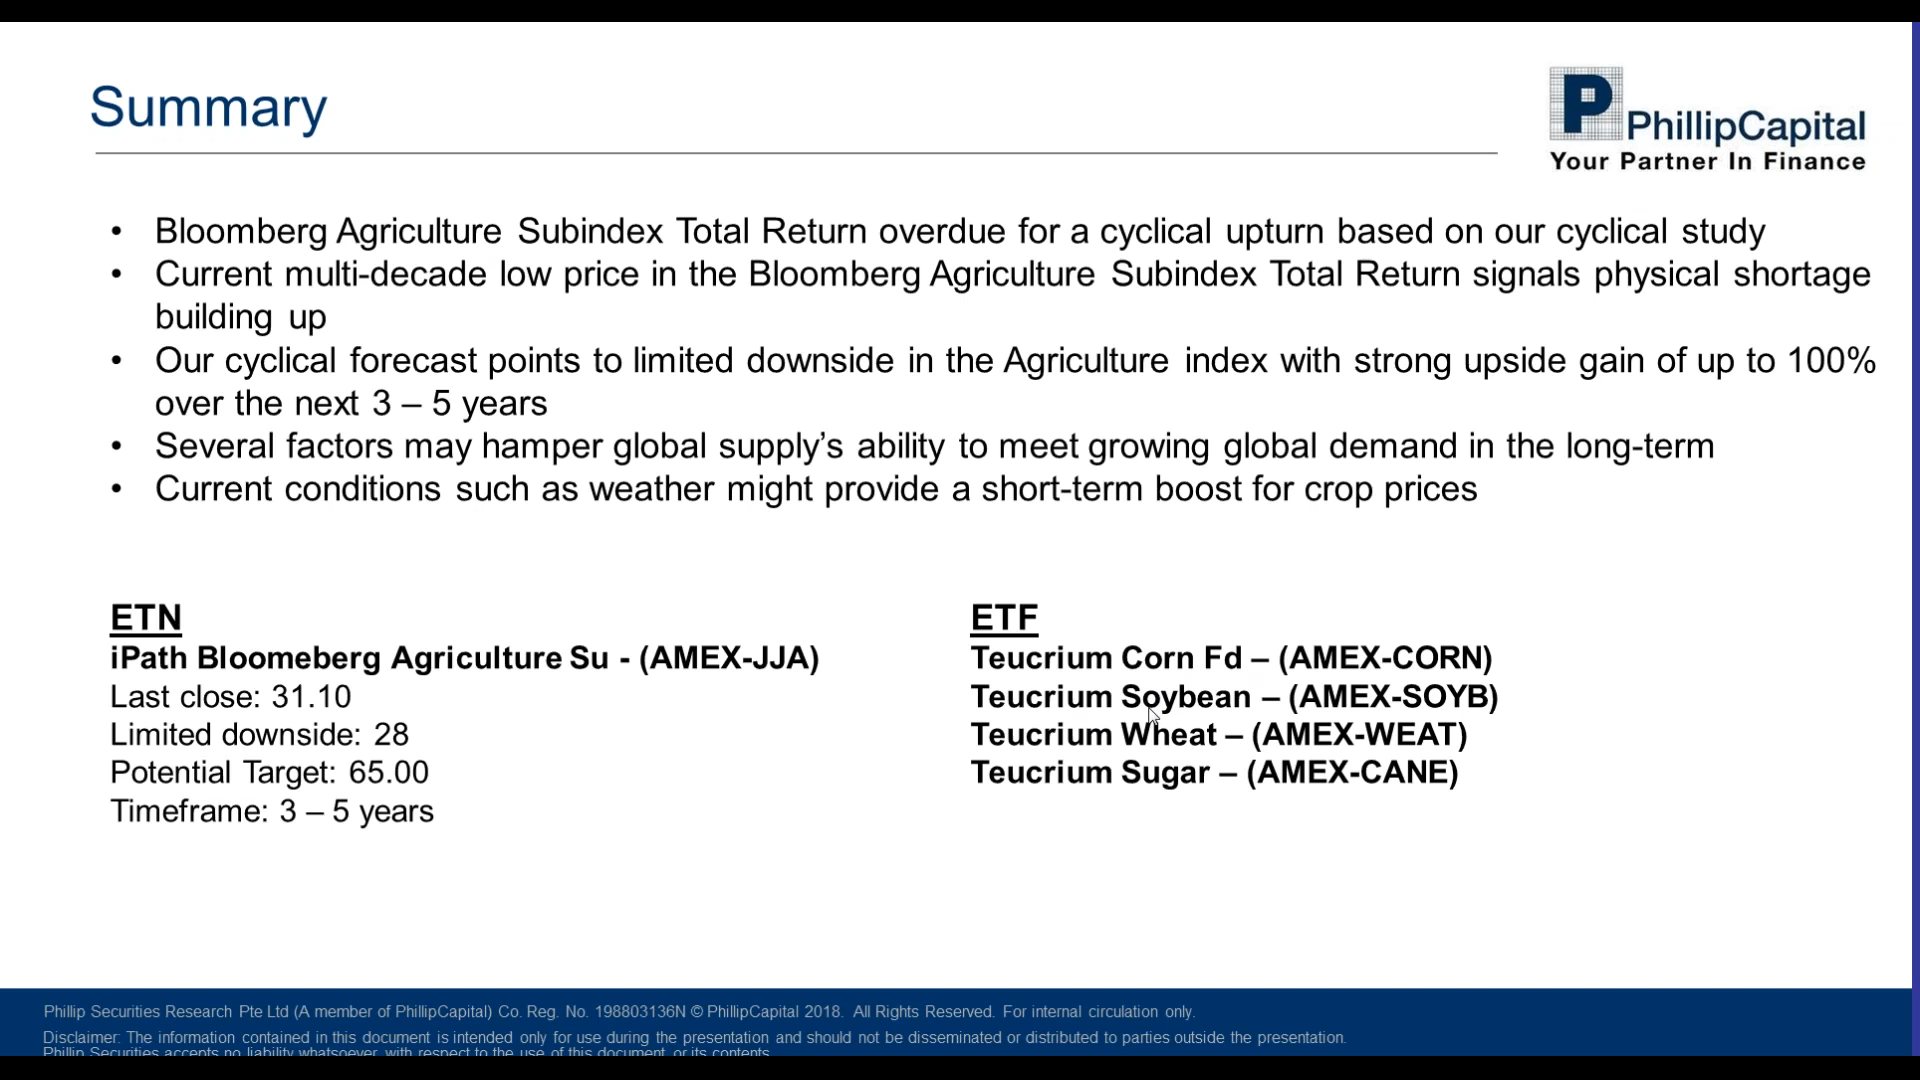 Summary
P PhillipCapital
Your Partner In Finance
• Bloomberg Agriculture Subindex Total Return overdue for a cyclical upturn based on our cyclical study
• Current multi-decade low price in the Bloomberg Agriculture Subindex Total Return signals physical shortage
building up
• Our cyclical forecast points to limited downside in the Agriculture index with strong upside gain of up to 100%
over the next 3 – 5 years
• Several factors may hamper global supply’s ability to meet growing global demand in the long-term
• Current conditions such as weather might provide a short-term boost for crop prices
ETN
iPath Bloomeberg Agriculture Su - (AMEX-JJA)
Last close: 31.10
Limited downside: 28
Potential Target: 65.00
Timeframe: 3 – 5 years
ETF
Teucrium Corn Fd – (AMEX-CORN)
Teucrium Soybean – (AMEX-SOYB)
Teucrium Wheat – (AMEX-WEAT)
Teucrium Sugar – (AMEX-CANE)
Phillip Securities Research Pte Ltd (A member of PhillipCapital) Co. Reg. No. 198803136N © PhillipCapital 2018. All Rights Reserved. For internal circulation only.
Disclaimer: The information contained in this document is intended only for use during the presentation and should not be disseminated or distributed to parties outside the presentation.
Phillip Securities accepts no liability whatsoever with respect to the use of this document or its contents.